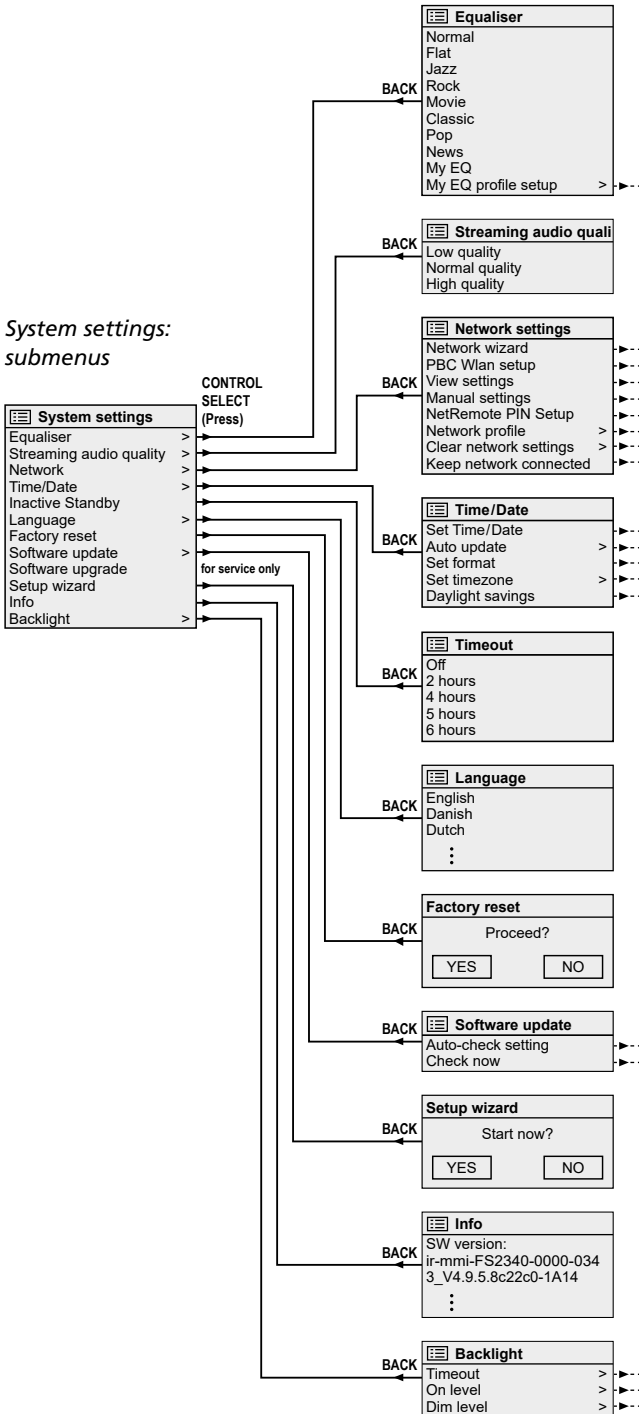 System settings:
submenus
CONTROL
SELECT
(Press)
System settings
Equaliser >
Streaming audio quality >
Network >
Time/Date >
Inactive Standby
Language >
Factory reset
Software update >
Software upgrade
for service only
Setup wizard
Info
Backlight >
BACK
Equaliser
Normal
Flat
Jazz
Rock
Movie
Classic
Pop
News
My EQ
My EQ profile setup >
BACK
Streaming audio quali
Low quality
Normal quality
High quality
BACK
Network settings
Network wizard
PBC Wlan setup
View settings
Manual settings
NetRemote PIN Setup
Network profile >
Clear network settings >
Keep network connected
BACK
Time/Date
Set Time/Date
Auto update >
Set format
Set timezone >
Daylight savings
BACK
Timeout
Off
2 hours
4 hours
5 hours
6 hours
BACK
Language
English
Danish
Dutch
BACK
Factory reset
Proceed?
YES NO
BACK
Software update
Auto-check setting
Check now
BACK
Setup wizard
Start now?
YES NO
BACK
Info
SW version:
ir-mmi-FS2340-0000-034
3_V4.9.5.8c22c0-1A14
BACK
Backlight
Timeout >
On level >
Dim level >